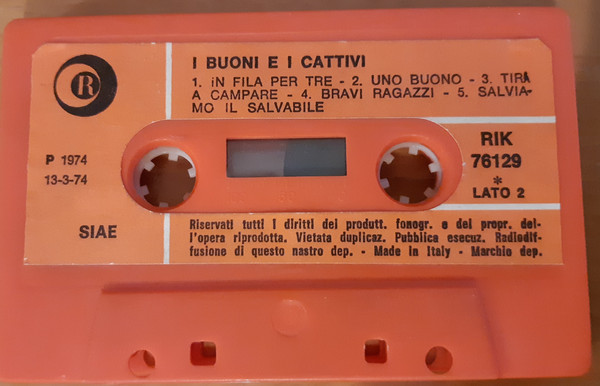 R
I BUONI E I CATTIVI
1. iN FILA PER TRE - 2. UNO BUONO - 3. TIRA
A CAMPARE - 4. BRAVI RAGAZZI - 5. SALVIA-
MO IL SALVABILE
P 1974
13-3-74
SIAE
RIK
76129
*
LATO 2
Riservati tutti i diritti dei produtt. fonogr. e del propr. del-
l'opera riprodotta. Vietata duplicaz. Pubblica esecuz. Radiodif-
fusione di questo nastro dep. - Made in Italy - Marchio dep.